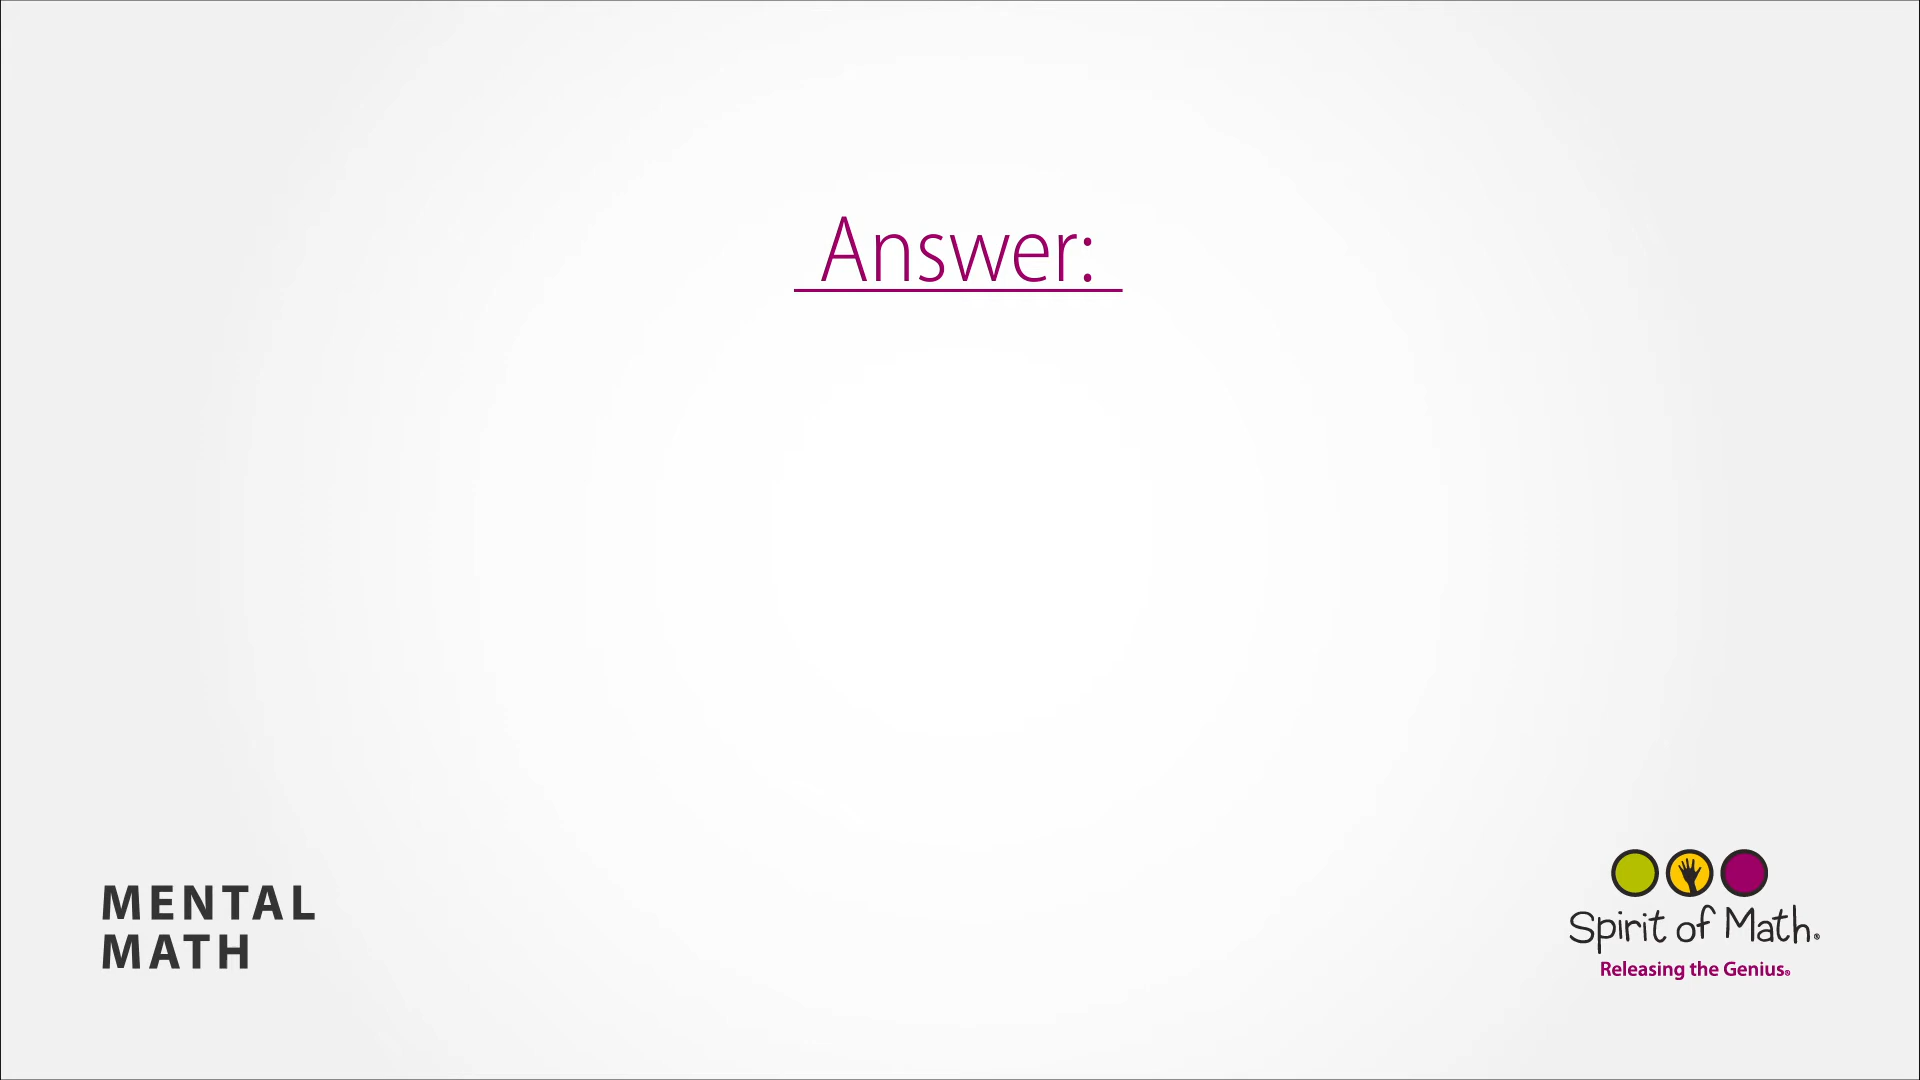 Answer:
MENTAL
MATH
Spirit of Math®
Releasing the Genius®